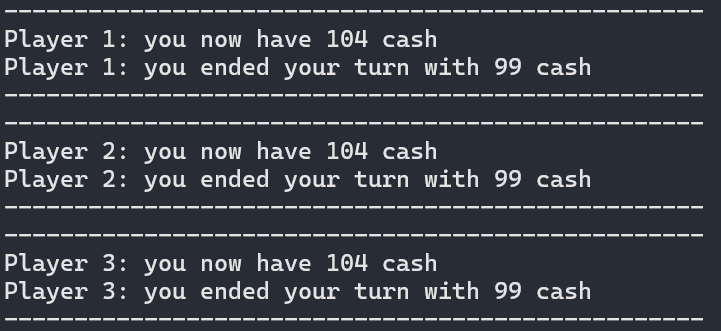 --------------------------------------------------
Player 1: you now have 104 cash
Player 1: you ended your turn with 99 cash
--------------------------------------------------
--------------------------------------------------
Player 2: you now have 104 cash
Player 2: you ended your turn with 99 cash
--------------------------------------------------
--------------------------------------------------
Player 3: you now have 104 cash
Player 3: you ended your turn with 99 cash
--------------------------------------------------